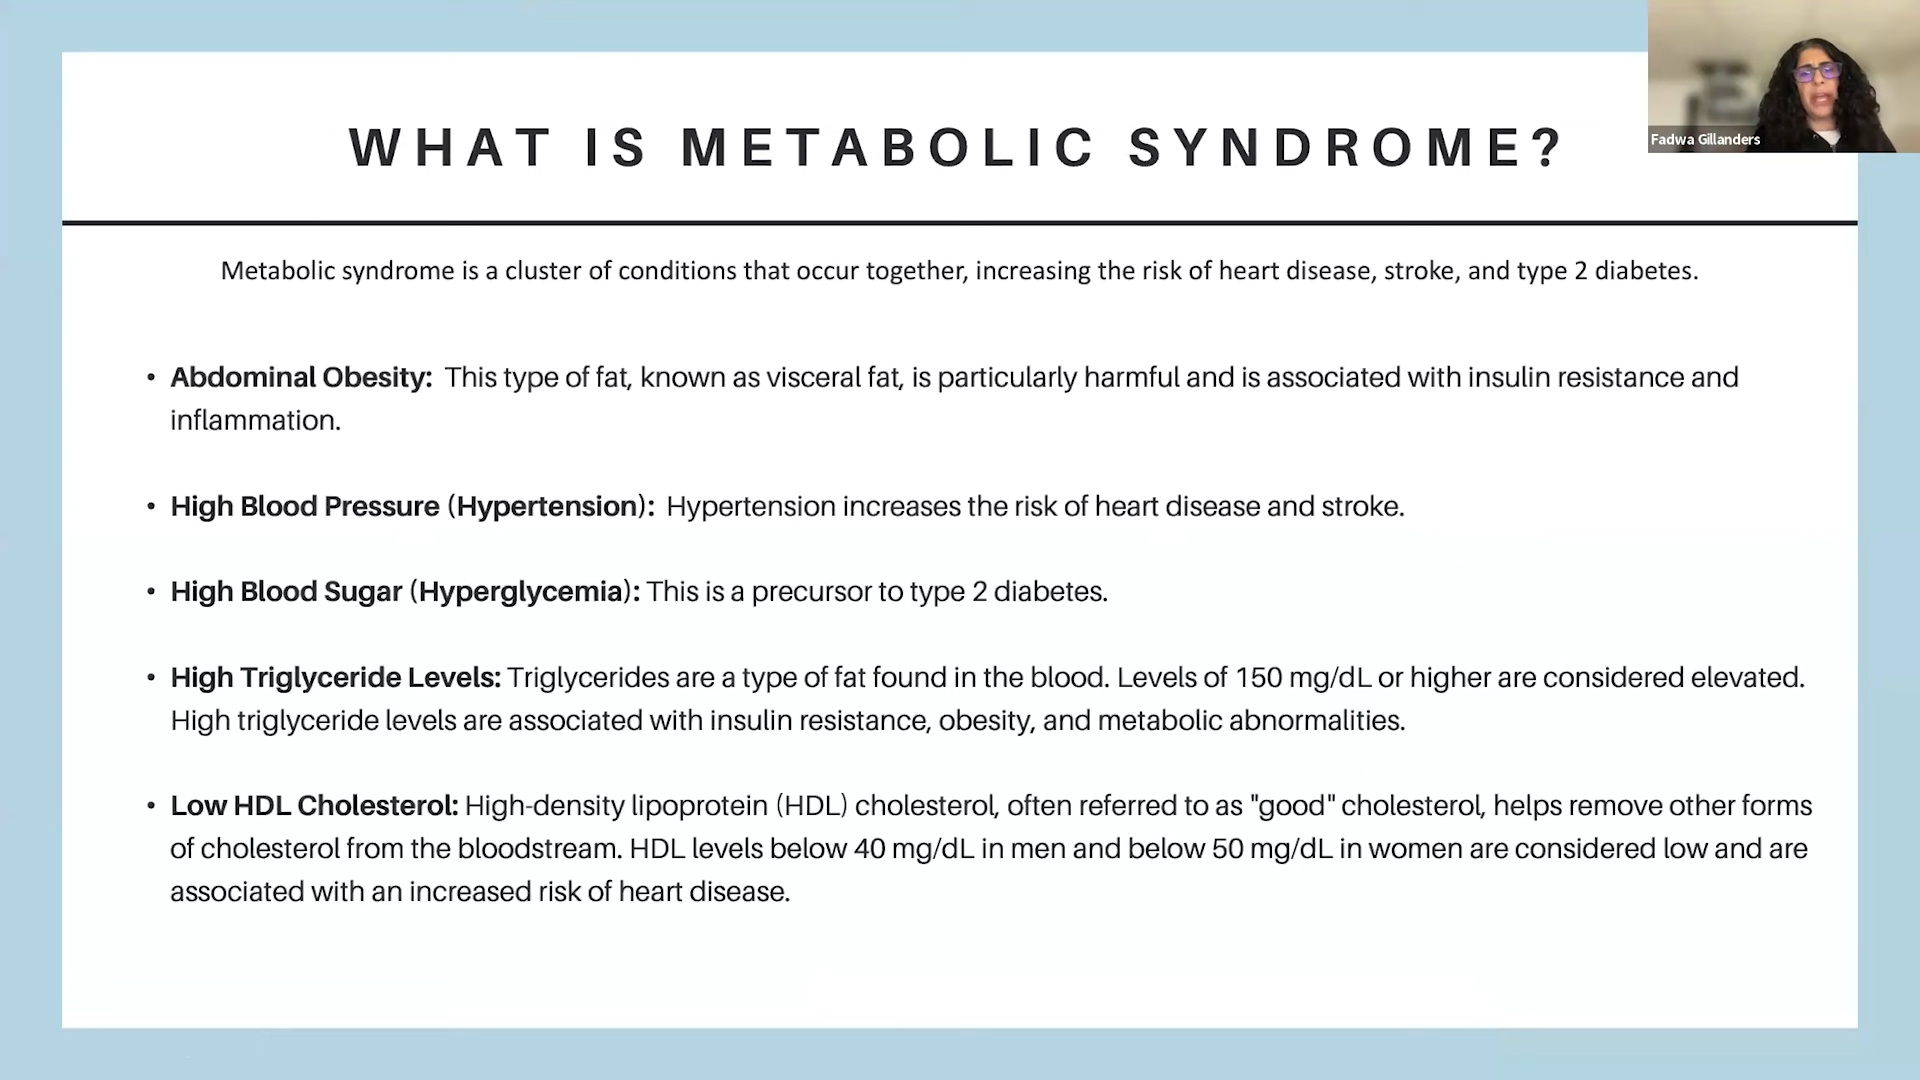 WHAT IS METABOLIC SYNDROME?
Fadwa Gillanders
Metabolic syndrome is a cluster of conditions that occur together, increasing the risk of heart disease, stroke, and type 2 diabetes.
• Abdominal Obesity: This type of fat, known as visceral fat, is particularly harmful and is associated with insulin resistance and
inflammation.
• High Blood Pressure (Hypertension): Hypertension increases the risk of heart disease and stroke.
• High Blood Sugar (Hyperglycemia): This is a precursor to type 2 diabetes.
• High Triglyceride Levels: Triglycerides are a type of fat found in the blood. Levels of 150 mg/dL or higher are considered elevated.
High triglyceride levels are associated with insulin resistance, obesity, and metabolic abnormalities.
• Low HDL Cholesterol: High-density lipoprotein (HDL) cholesterol, often referred to as "good" cholesterol, helps remove other forms
of cholesterol from the bloodstream. HDL levels below 40 mg/dL in men and below 50 mg/dL in women are considered low and are
associated with an increased risk of heart disease.